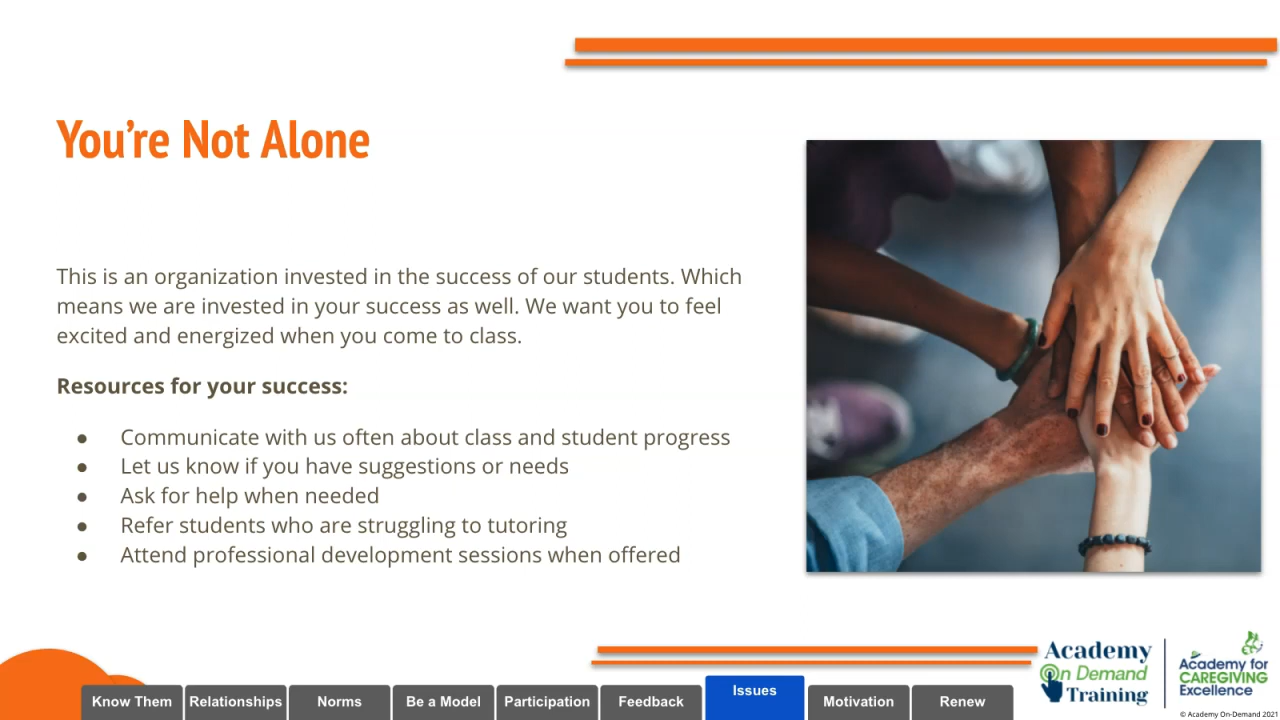 You’re Not Alone
This is an organization invested in the success of our students. Which
means we are invested in your success as well. We want you to feel
excited and energized when you come to class.
Resources for your success:
● Communicate with us often about class and student progress
● Let us know if you have suggestions or needs
● Ask for help when needed
● Refer students who are struggling to tutoring
● Attend professional development sessions when offered
Know Them
Relationships
Norms
Be a Model
Participation
Feedback
Issues
Motivation
Renew
Academy
On Demand
Training
Academy for
CAREGIVING
Excellence
© Academy On-Demand 2021